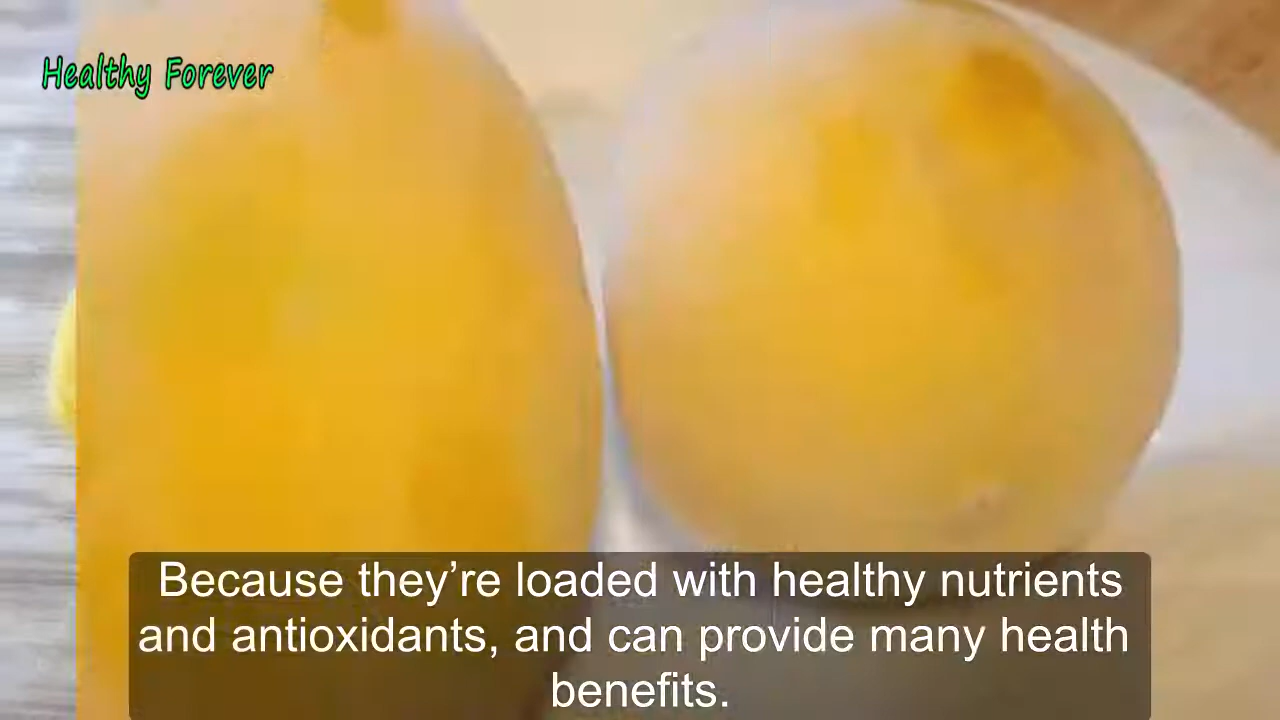 Healthy Forever
Because they’re loaded with healthy nutrients
and antioxidants, and can provide many health
benefits.